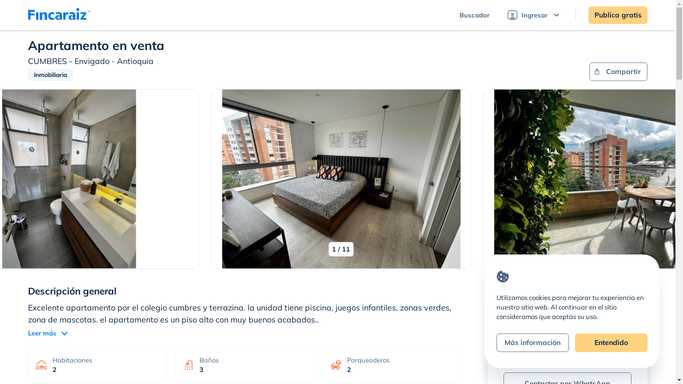 Fincaraiz
Buscador
Ingresar
Publica gratis
Apartamento en venta
CUMBRES - Envigado - Antioquia
Inmobiliaria
Compartir
1 / 11
Descripción general
Excelente apartamento por el colegio cumbres y terrazina. la unidad tiene piscina, juegos infantiles, zonas verdes,
zona de mascotas. el apartamento es un piso alto con muy buenos acabados..
Leer más
Habitaciones
2
Baños
3
Parqueaderos
2
Utilizamos cookies para mejorar tu experiencia en
nuestro sitio web. Al continuar en el sitio
consideramos que aceptas su uso.
Más información
Entendido
Contactar por WhatsApp